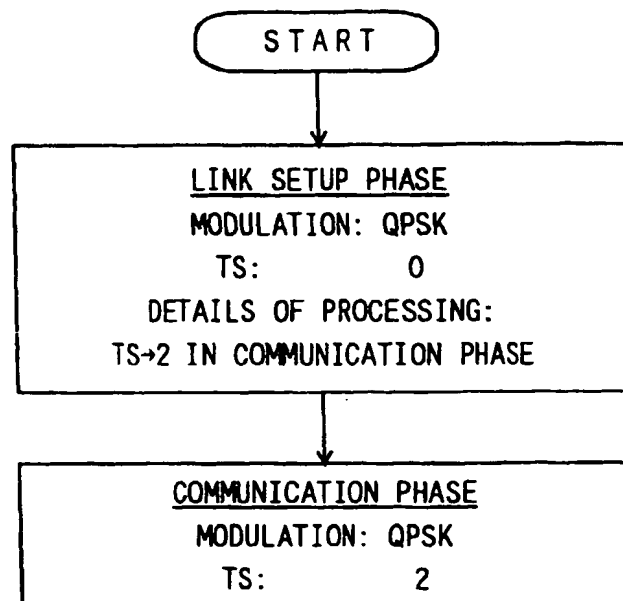 START
LINK SETUP PHASE
MODULATION: QPSK
TS: 0
DETAILS OF PROCESSING:
TS→2 IN COMMUNICATION PHASE
COMMUNICATION PHASE
MODULATION: QPSK
TS: 2